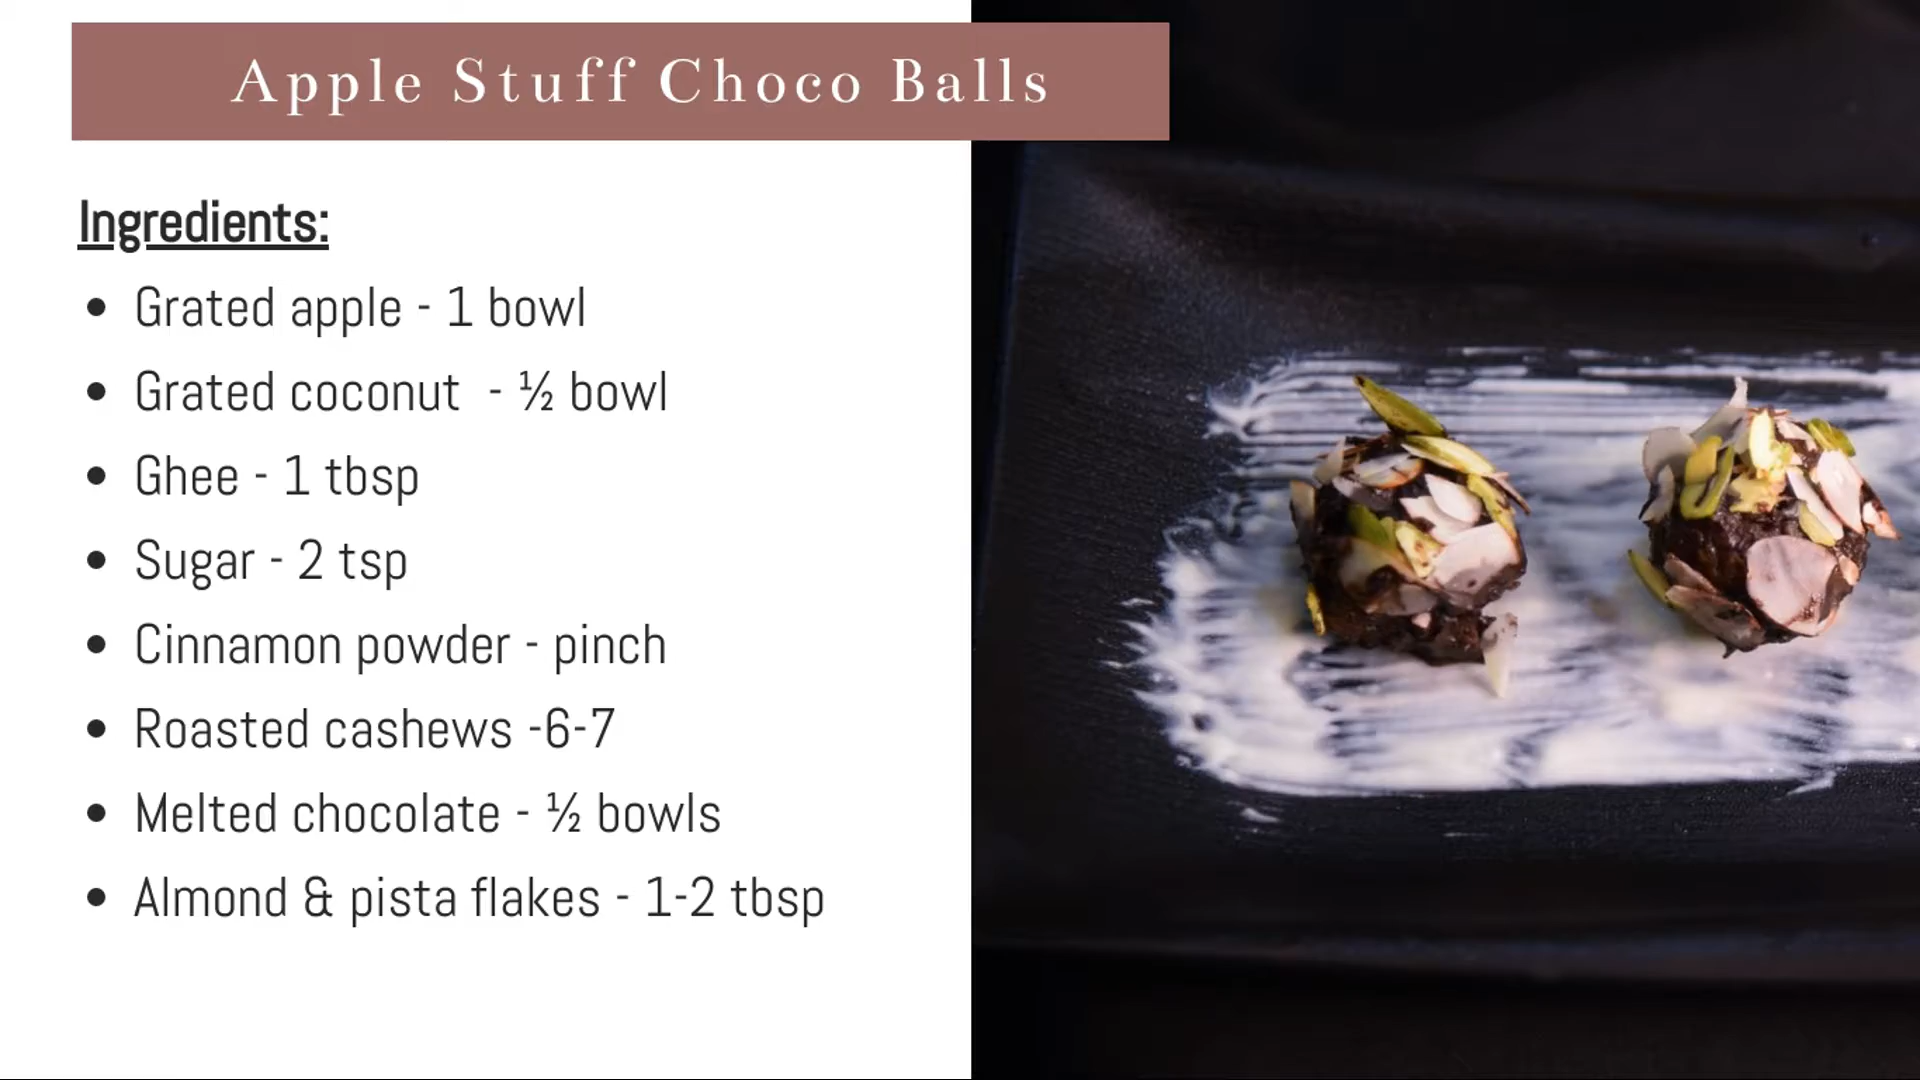 Apple Stuff Choco Balls
Ingredients:
• Grated apple - 1 bowl
• Grated coconut  - ½ bowl
• Ghee - 1 tbsp
• Sugar - 2 tsp
• Cinnamon powder - pinch
• Roasted cashews -6-7
• Melted chocolate - ½ bowls
• Almond & pista flakes - 1-2 tbsp